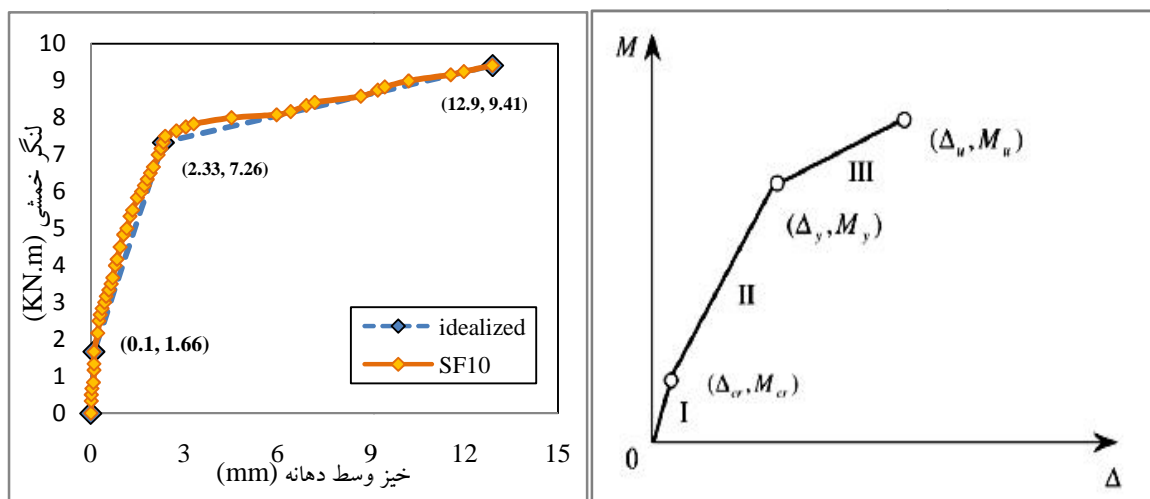 10
9
8
7
6
5
4
3
2
1
0
لنگر خمشی (KN.m)
(12.9, 9.41)
(2.33, 7.26)
(0.1, 1.66)
idealized
SF10
0 3 6 9 12 15
خیز وسط دهانه (mm)
M
(Δu, Mu)
III
(Δy, My)
II
(Δcr, Mcr)
I
0
Δ